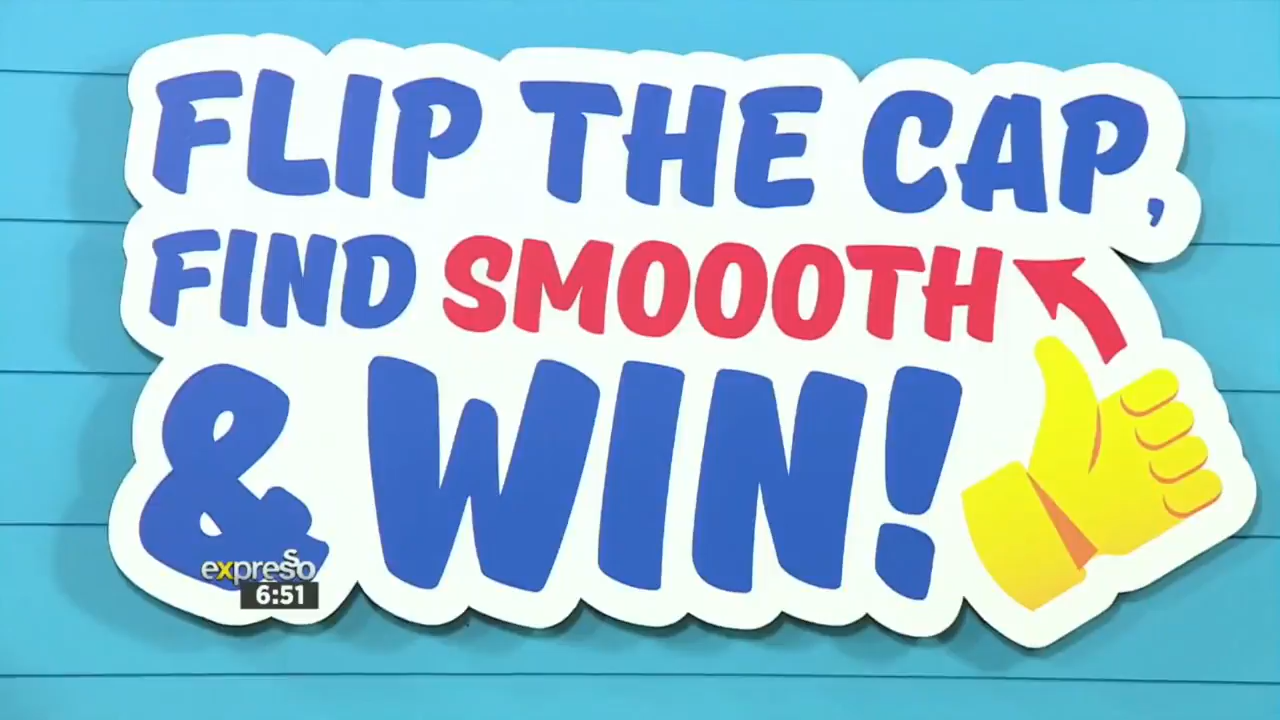 FLIP THE CAP,
FIND SMOOOTH
& WIN!
expresso
6:51